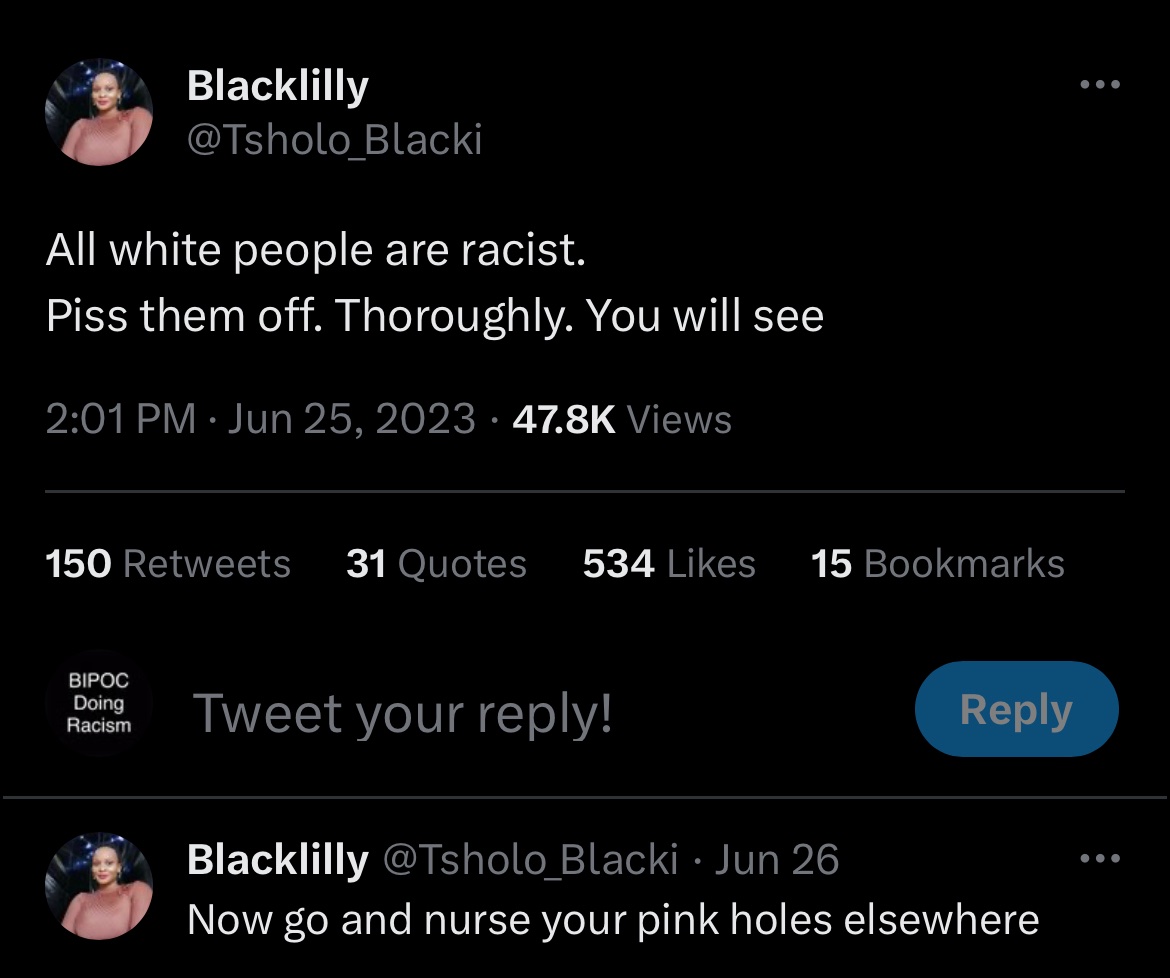 Blacklilly
@Tsholo_Blacki
All white people are racist.
Piss them off. Thoroughly. You will see
2:01 PM · Jun 25, 2023 · 47.8K Views
150 Retweets 31 Quotes 534 Likes 15 Bookmarks
BIPOC
Doing
Racism
Tweet your reply!
Reply
Blacklilly @Tsholo_Blacki · Jun 26
Now go and nurse your pink holes elsewhere